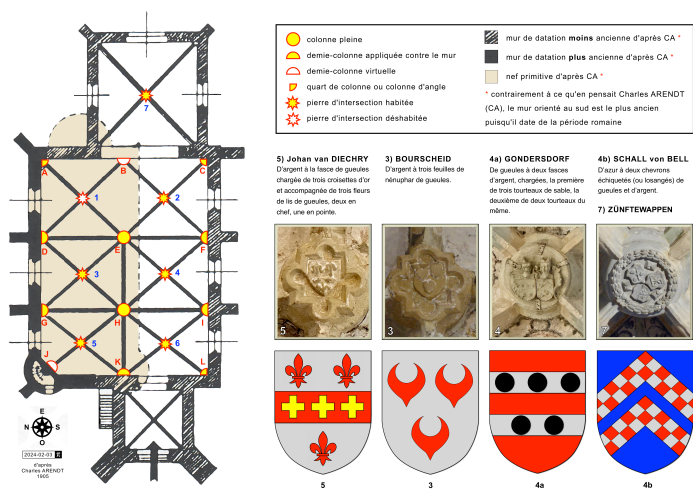 colonne pleine
demie-colonne appliquée contre le mur
demie-colonne virtuelle
quart de colonne ou colonne d'angle
pierre d'intersection habitée
pierre d'intersection déshabitée
mur de datation moins ancienne d'après CA *
mur de datation plus ancienne d'après CA *
nef primitive d'après CA *
* contrairement à ce qu'en pensait Charles ARENDT
(CA), le mur orienté au sud est le plus ancien
puisqu'il date de la période romaine
7
A
B
C
1
2
D
E
F
3
4
G
H
I
J
5
6
K
L
E
N
S
O
2024-02-03
d'après
Charles ARENDT
1905
5) Johan van DIECHRY
D'argent à la fasce de gueules
chargée de trois croisettes d'or
et accompagnée de trois fleurs
de lis de gueules, deux en
chef, une en pointe.
3) BOURSCHEID
D'argent à trois feuilles de
nénuphar de gueules.
4a) GONDERSDORF
De gueules à deux fasces
d'argent, chargées, la première
de trois tourteaux de sable, la
deuxième de deux tourteaux du
même.
4b) SCHALL von BELL
D'azur à deux chevrons
échiquetés (ou losangés) de
gueules et d'argent.
7) ZÜNFTEWAPPEN
5
3
4
7
5
3
4a
4b